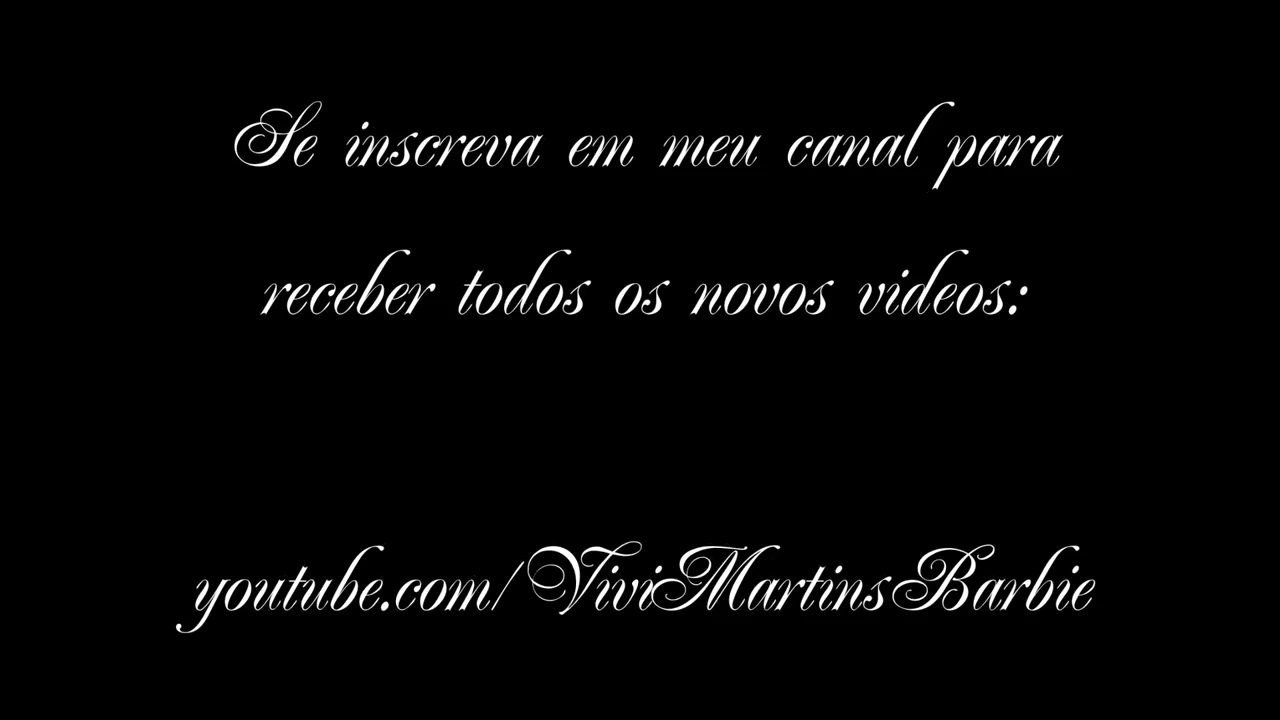 Se inscreva em meu canal para
receber todos os novos videos:
youtube.com/ViviMartinsBarbie